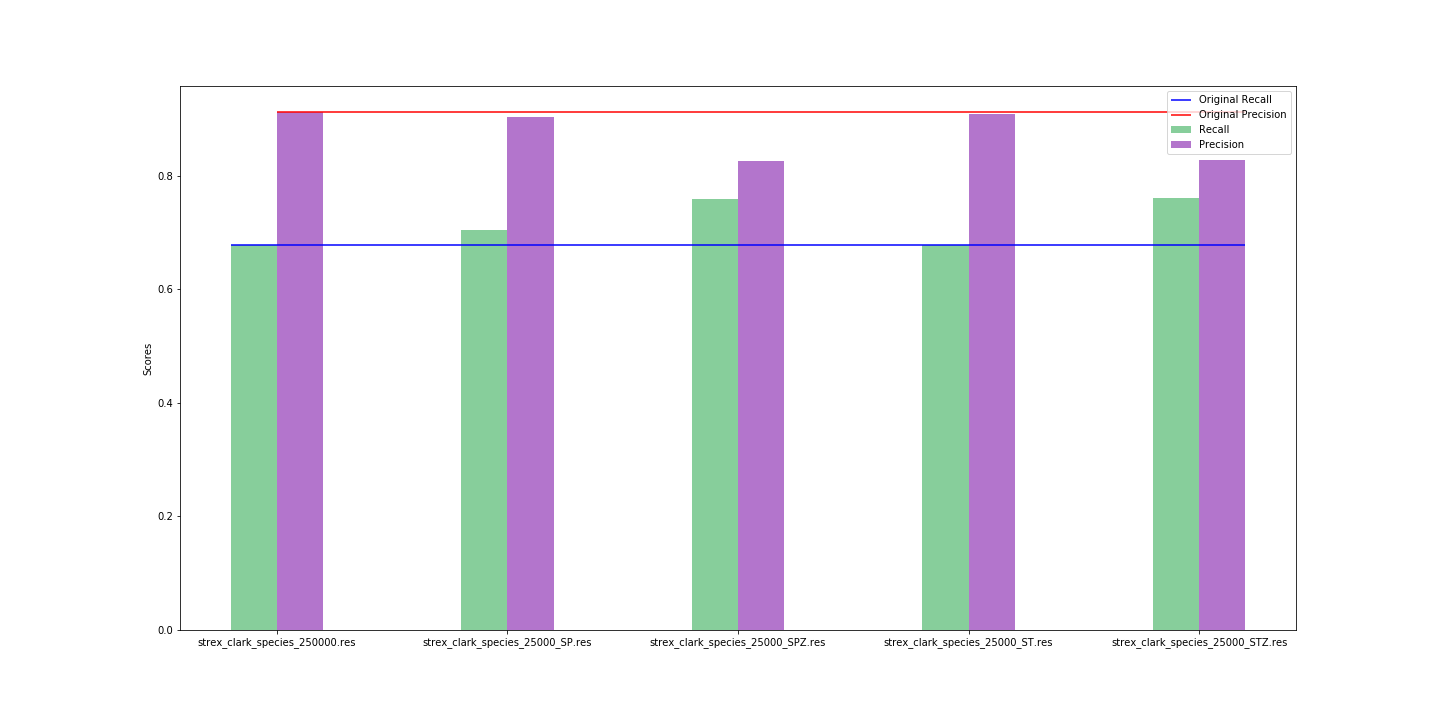 Original Recall
Original Precision
Recall
Precision
Scores
0.8
0.6
0.4
0.2
0.0
strex_clark_species_250000.res
strex_clark_species_25000_SP.res
strex_clark_species_25000_SPZ.res
strex_clark_species_25000_ST.res
strex_clark_species_25000_STZ.res